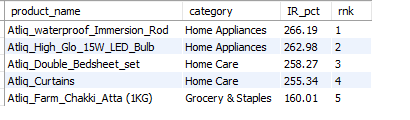 product_name category IR_pct rnk
Atliq_waterproof_Immersion_Rod Home Appliances 266.19 1
Atliq_High_Glo_15W_LED_Bulb Home Appliances 262.98 2
Atliq_Double_Bedsheet_set Home Care 258.27 3
Atliq_Curtains Home Care 255.34 4
Atliq_Farm_Chakki_Atta (1KG) Grocery & Staples 160.01 5